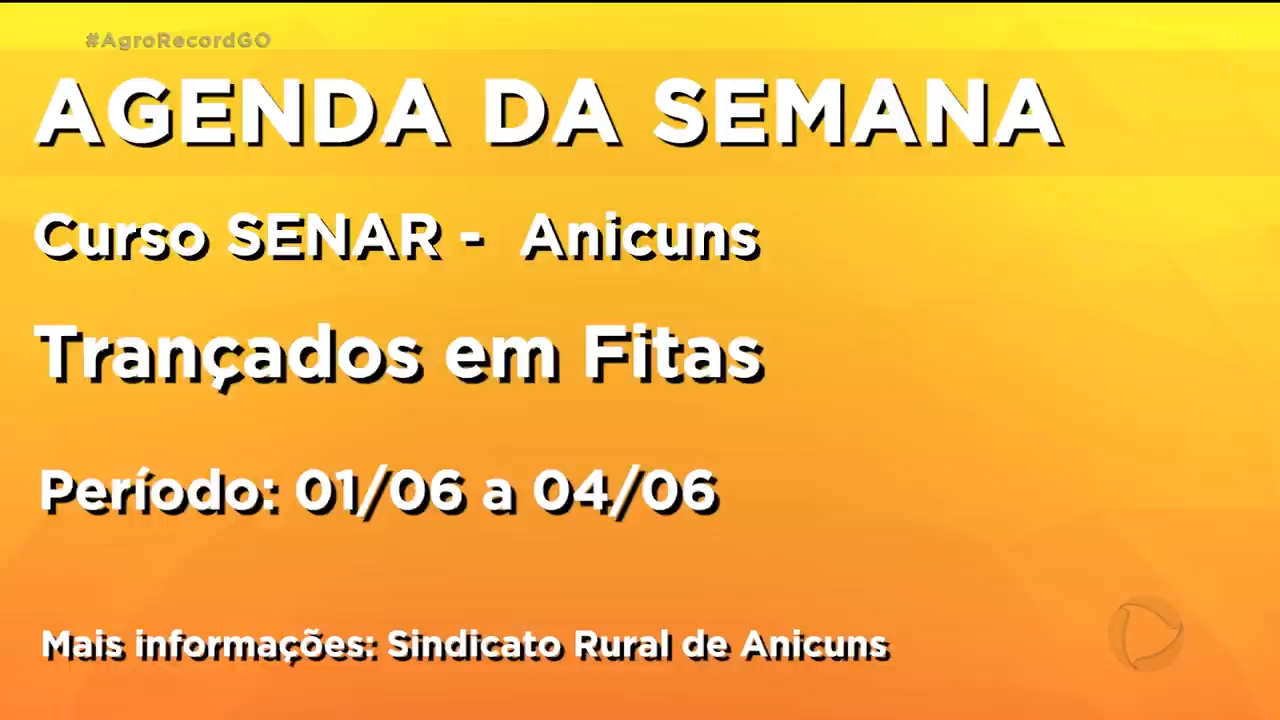 #AgroRecordGO
AGENDA DA SEMANA
Curso SENAR - Anicuns
Trançados em Fitas
Período: 01/06 a 04/06
Mais informações: Sindicato Rural de Anicuns